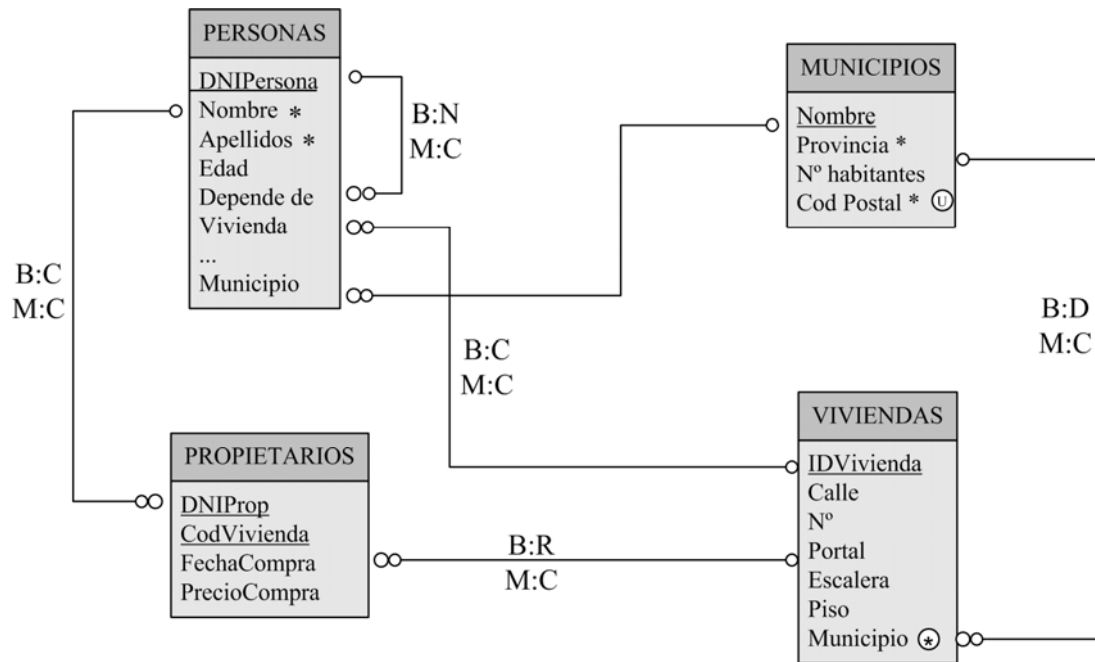 PERSONAS
DNIPersona
Nombre *
Apellidos *
Edad
Depende de
Vivienda
...
Municipio
B:N
M:C
MUNICIPIOS
Nombre
Provincia *
Nº habitantes
Cod Postal * U
B:C
M:C
B:C
M:C
B:D
M:C
PROPIETARIOS
DNIProp
CodVivienda
FechaCompra
PrecioCompra
B:R
M:C
VIVIENDAS
IDVivienda
Calle
Nº
Portal
Escalera
Piso
Municipio *